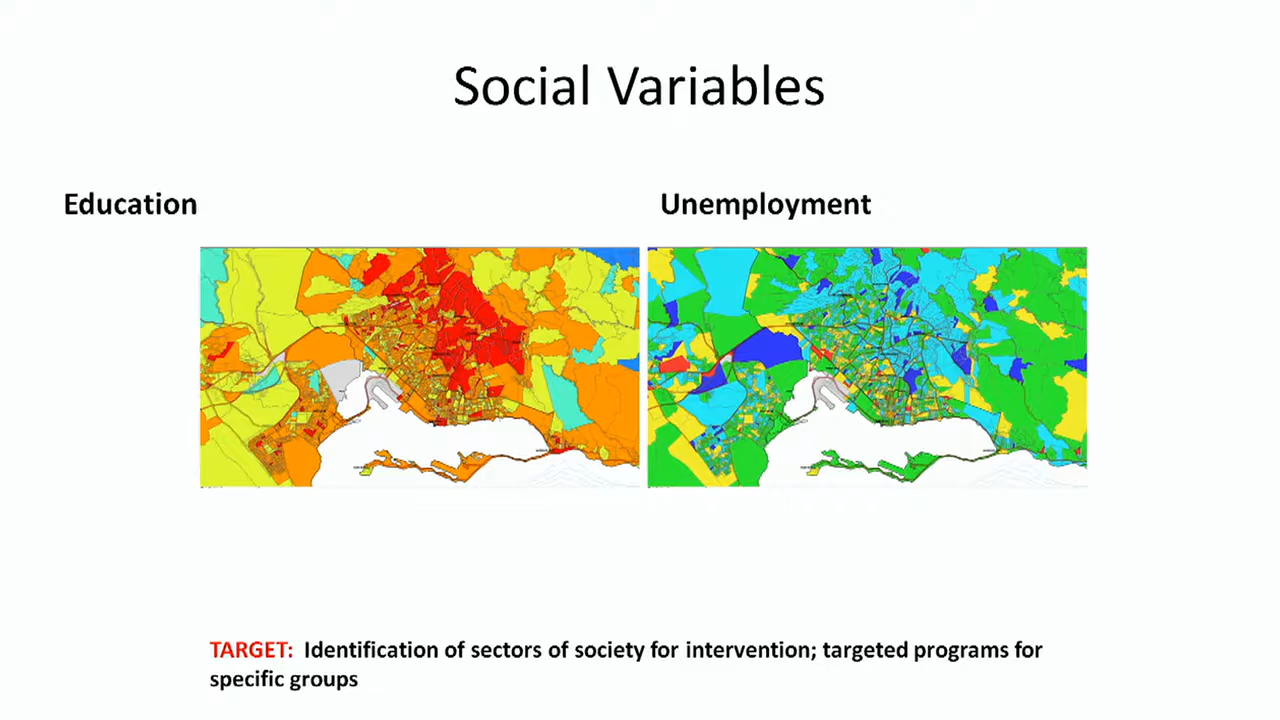 Social Variables
Education
Unemployment
TARGET: Identification of sectors of society for intervention; targeted programs for
specific groups